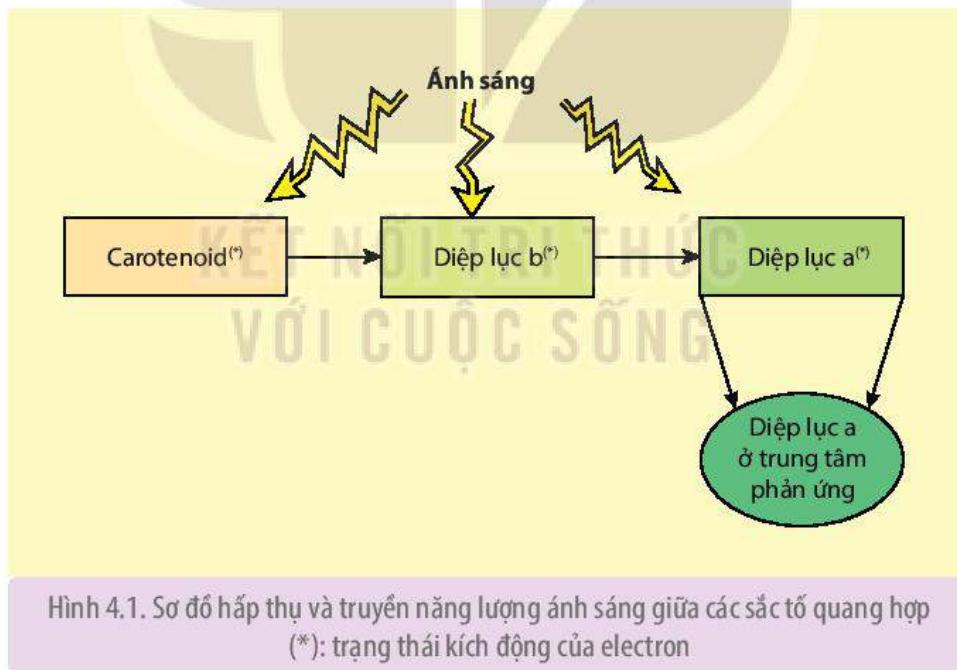 Ánh sáng
Carotenoid(*)
Diệp lục b(*)
Diệp lục a(*)
KẾT NỐI TRI THỨC
VỚI CUỘC SỐNG
Diệp lục a
ở trung tâm
phản ứng
Hình 4.1. Sơ đồ hấp thụ và truyền năng lượng ánh sáng giữa các sắc tố quang hợp
(*): trạng thái kích động của electron